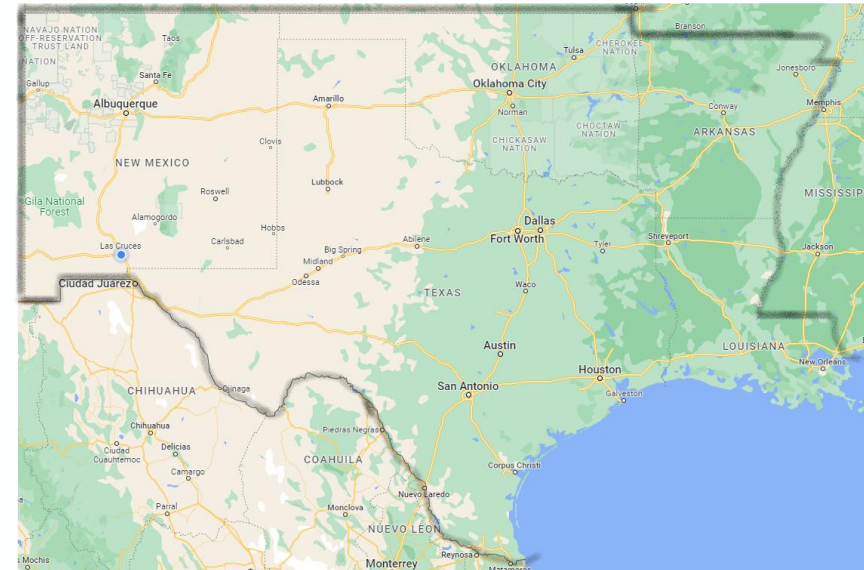 Branson
NAVAJO NATION
OFF-RESERVATION
TRUST LAND
NATION
Taos
Tulsa
CHEROKEE
NATION
OKLAHOMA
Oklahoma City
Jonesboro
Gallup
Santa Fe
Albuquerque
Amarillo
Norman
Conway
Memphis
ARKANSAS
Clovis
CHICKASAW
NATION
CHOCTAW
NATION
NEW MEXICO
Lubbock
MISSISSIP
Gila National
Forest
Roswell
Alamogordo
Hobbs
Carlsbad
Las Cruces
Dallas
Fort Worth
Abilene
Big Spring
Midland
Odessa
Tyler
Shreveport
Jackson
Ciudad Juárez
Waco
TEXAS
Austin
LOUISIANA
New Orleans
Houston
San Antonio
Galveston
CHIHUAHUA
Ojinaga
Chihuahua
Piedras Negras
Ciudad
Cuauhtemoc
Delicias
COAHUILA
Camargo
Corpus Christi
Nuevo Laredo
Parral
Monclova
NUEVO LEON
Reynosa
Monterrey
Matamoros
s Mochis